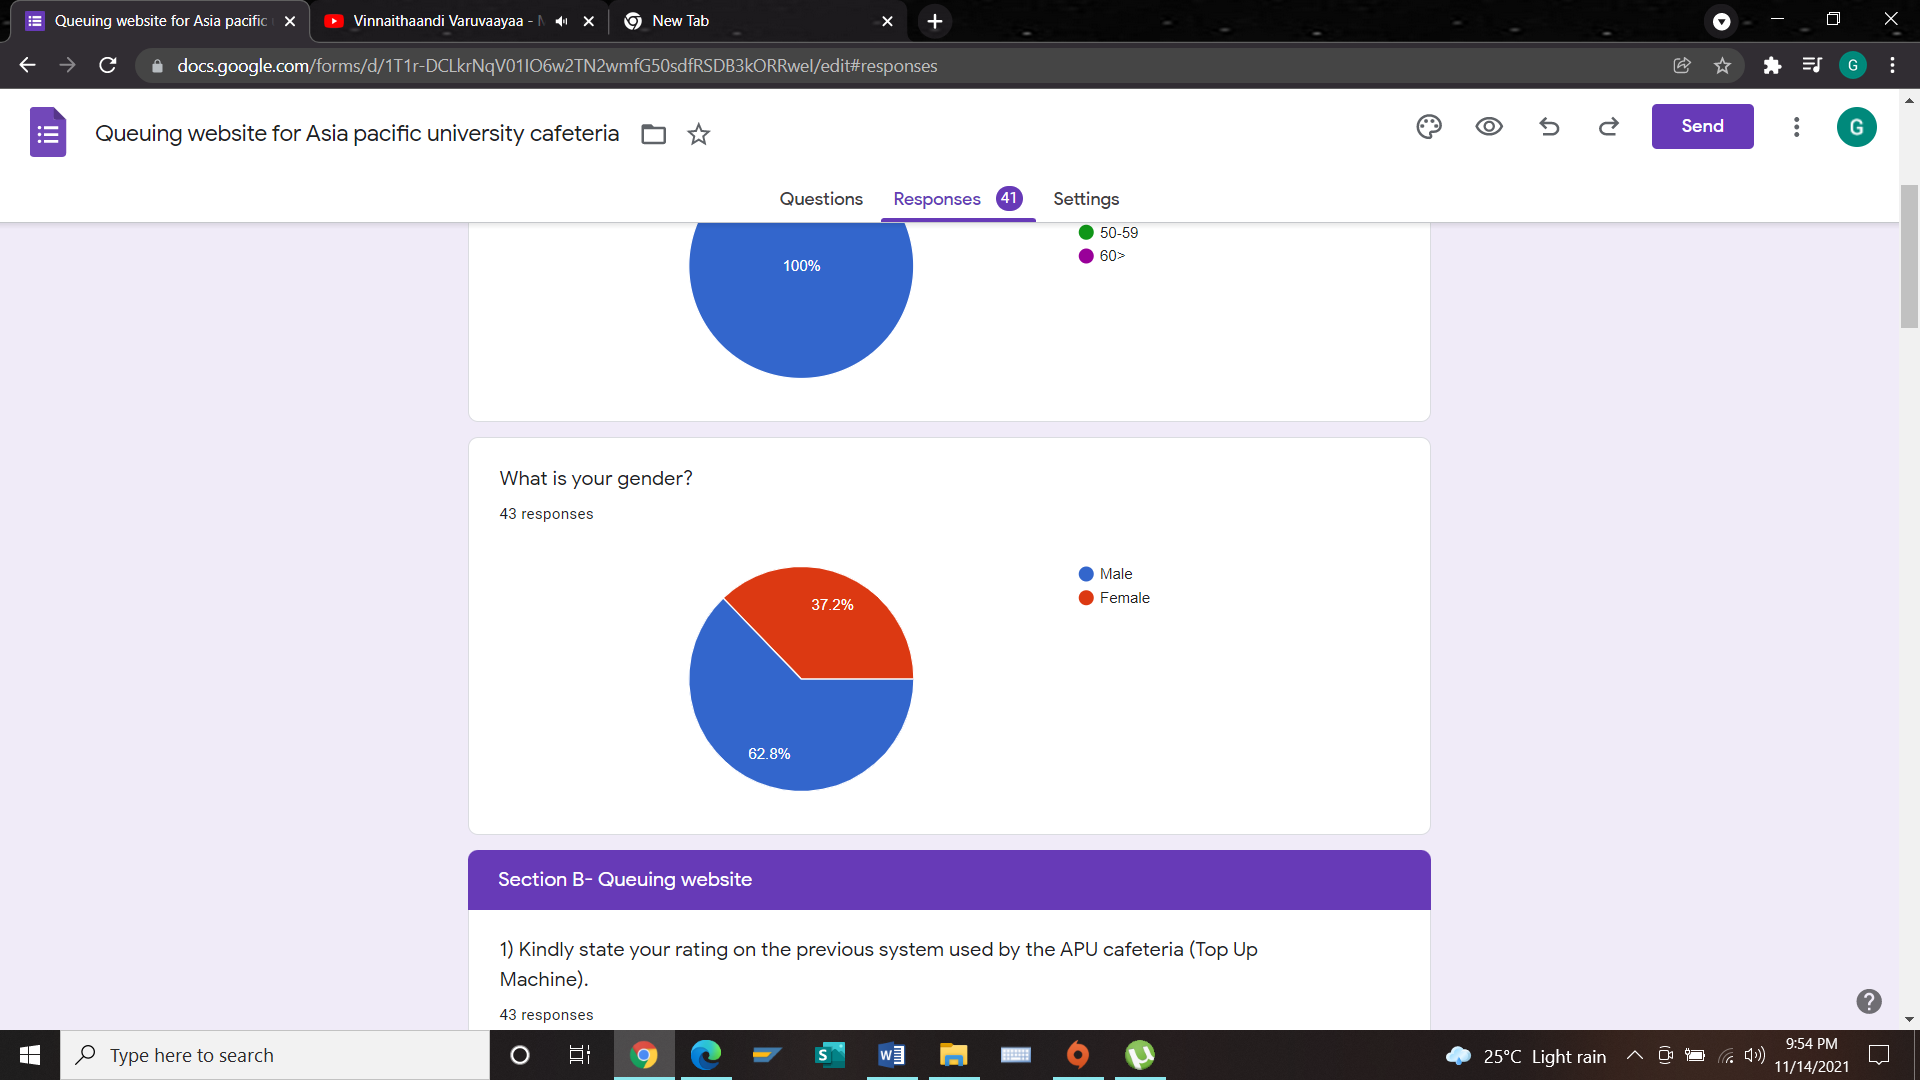 Queuing website for Asia pacific
Vinnaithaandi Varuvaayaa -
New Tab
docs.google.com/forms/d/1T1r-DCLkrNqV01IO6w2TN2wmfG50sdfRSDB3kORRweI/edit#responses
G
Queuing website for Asia pacific university cafeteria
Send
G
Questions
Responses 41
Settings
100%
50-59
60>
What is your gender?
43 responses
37.2%
62.8%
Male
Female
Section B- Queuing website
1) Kindly state your rating on the previous system used by the APU cafeteria (Top Up
Machine).
43 responses
Type here to search
25°C Light rain
9:54 PM
11/14/2021